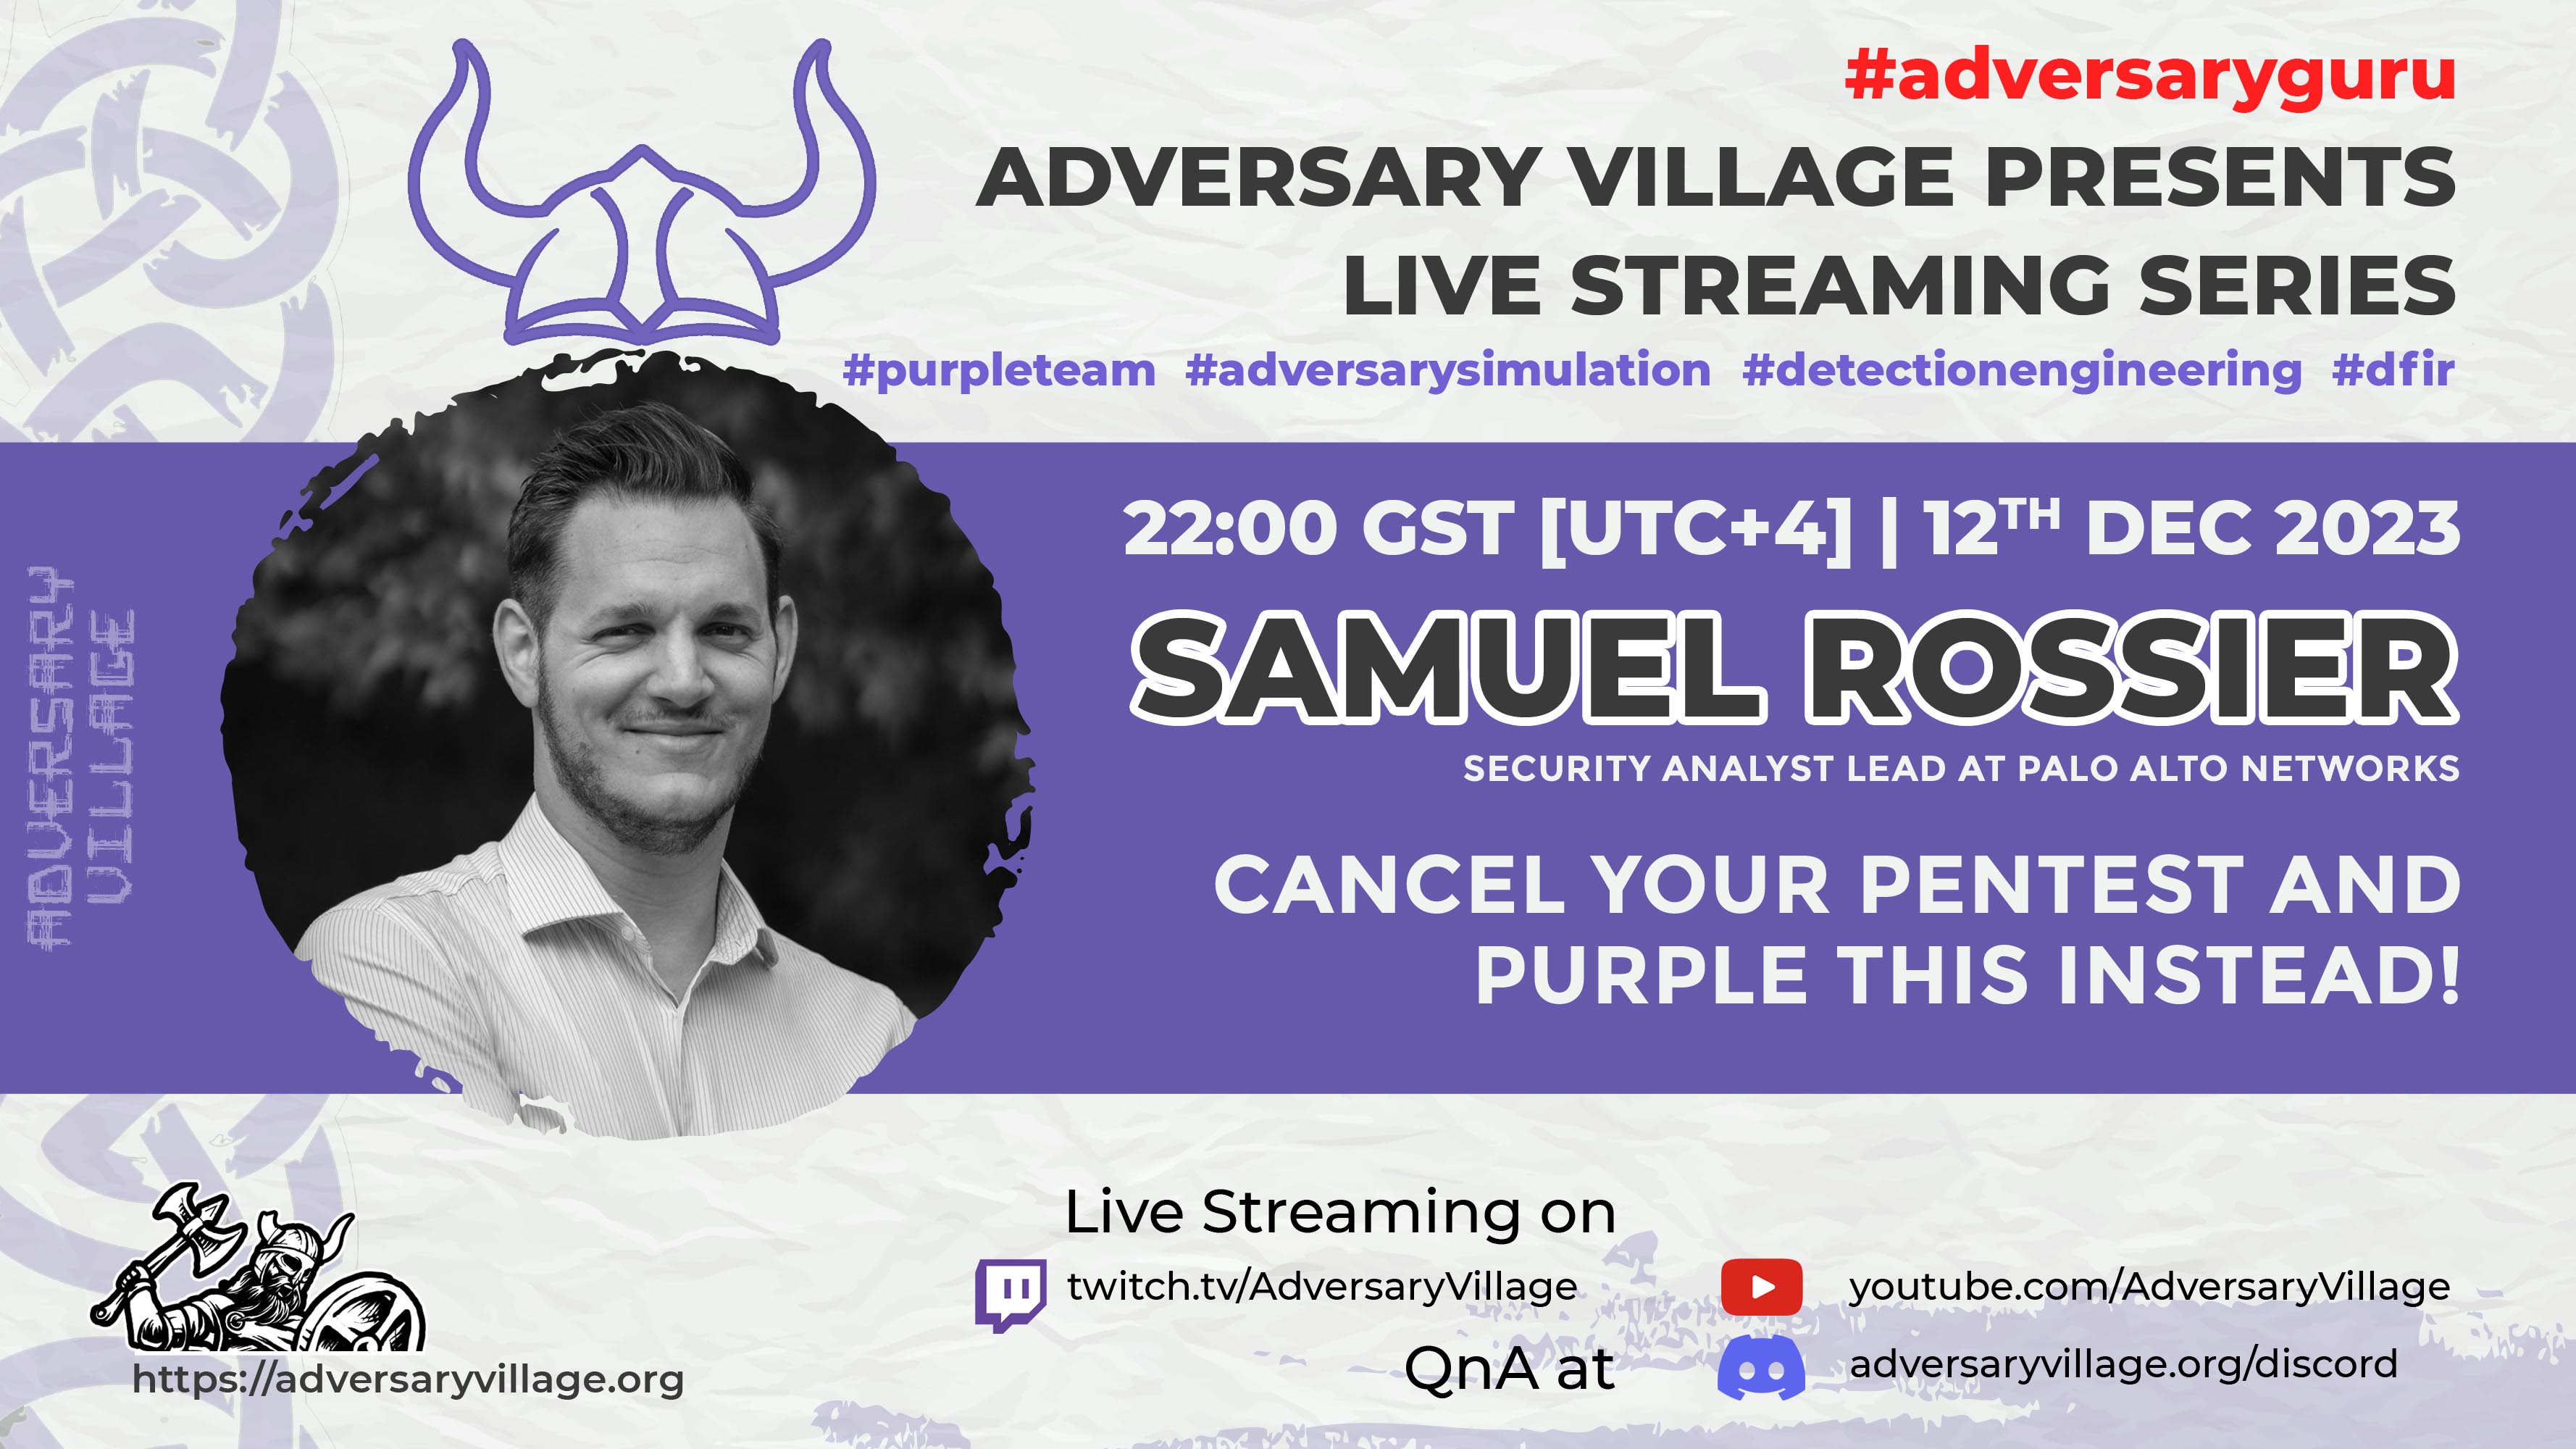 #adversaryguru
ADVERSARY VILLAGE PRESENTS
LIVE STREAMING SERIES
#purpleteam #adversarysimulation #detectionengineering #dfir
22:00 GST [UTC+4] | 12TH DEC 2023
SAMUEL ROSSIER
SECURITY ANALYST LEAD AT PALO ALTO NETWORKS
CANCEL YOUR PENTEST AND
PURPLE THIS INSTEAD!
ADVERSARY
VILLAGE
Live Streaming on
twitch.tv/AdversaryVillage
youtube.com/AdversaryVillage
QnA at
adversaryvillage.org/discord
https://adversaryvillage.org